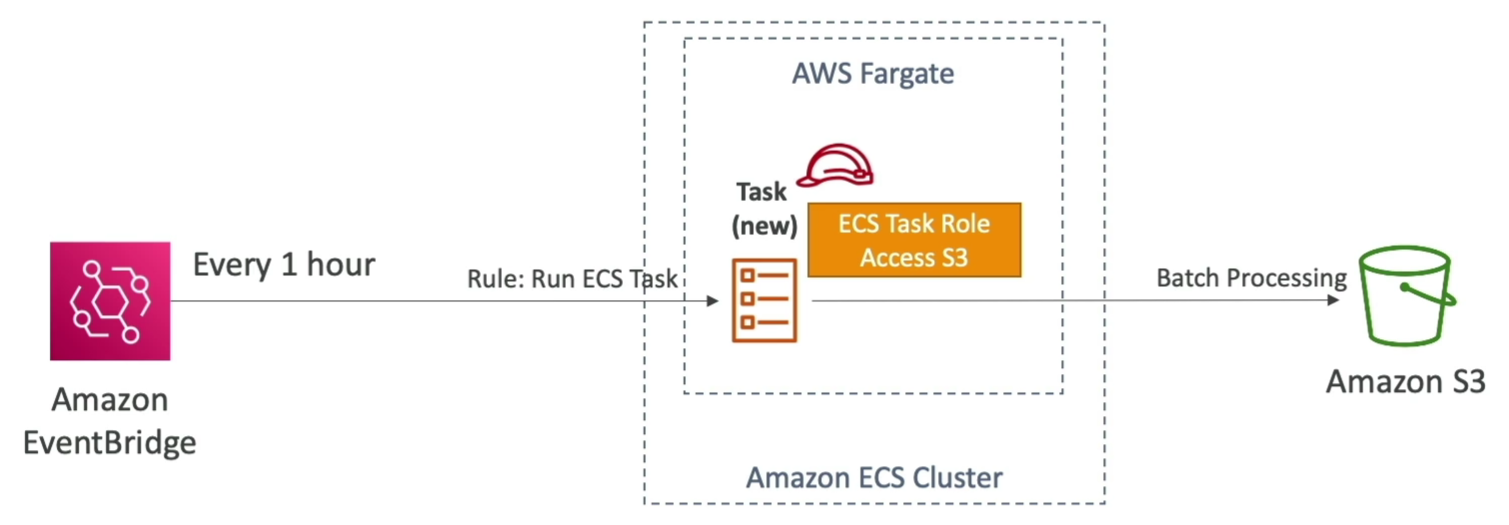 AWS Fargate
Task
(new)
ECS Task Role
Access S3
Every 1 hour
Rule: Run ECS Task
Batch Processing
Amazon
EventBridge
Amazon S3
Amazon ECS Cluster